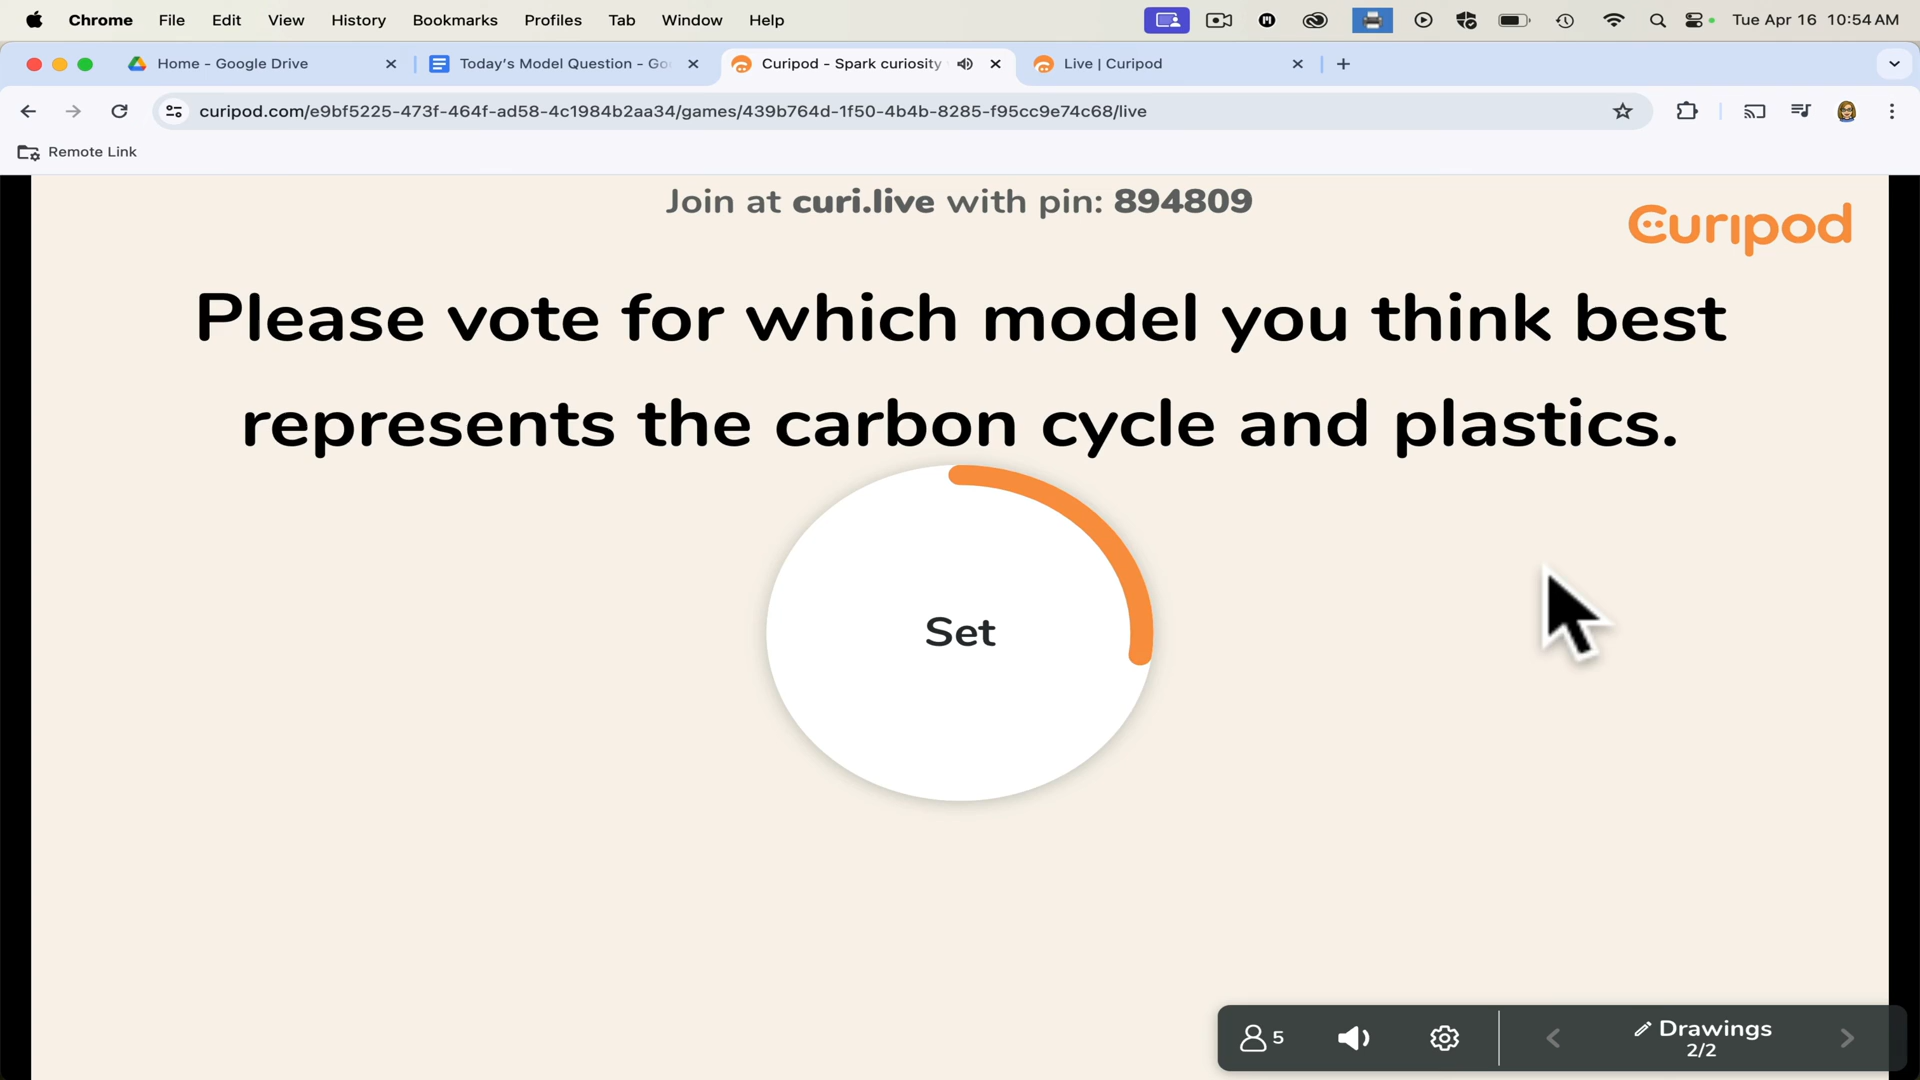 Chrome File Edit View History Bookmarks Profiles Tab Window Help Tue Apr 16 10:54 AM
Home - Google Drive Today's Model Question - Go Curipod - Spark curiosity Live | Curipod
curipod.com/e9bf5225-473f-464f-ad58-4c1984b2aa34/games/439b764d-1f50-4b4b-8285-f95cc9e74c68/live
Remote Link
Join at curi.live with pin: 894809
Curipod
Please vote for which model you think best
represents the carbon cycle and plastics.
Set
5 Drawings
2/2